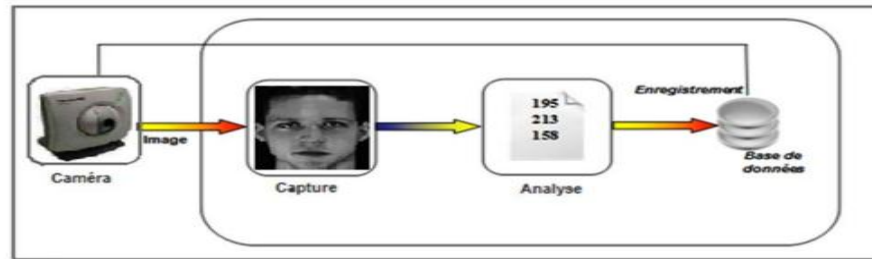 Caméra
Image
Capture
195
213
158
Analyse
Enregistrement
Base de
données